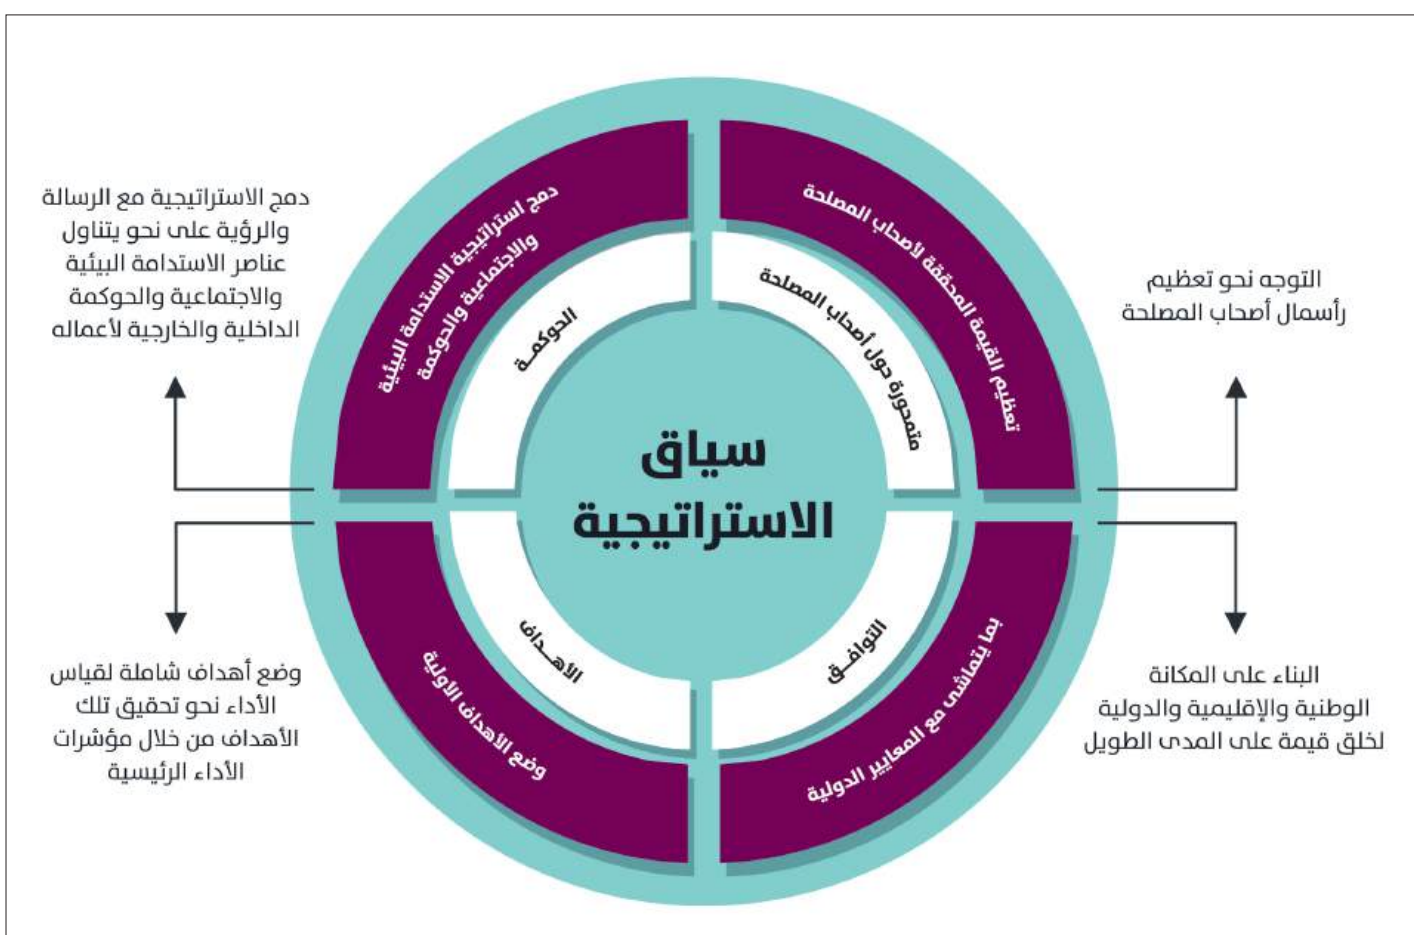 سياق
الاستراتيجية
تعظيم القيمة المحققة لأصحاب المصلحة
متمحورة حول أصحاب المصلحة
التوجه نحو تعظيم
رأسمال أصحاب المصلحة
دمج استراتيجية الاستدامة البيئية
والاجتماعية والحوكمة
الحوكمـة
دمج الاستراتيجية مع الرسالة
والرؤية على نحو يتناول
عناصر الاستدامة البيئية
والاجتماعية والحوكمة
الداخلية والخارجية لأعماله
بما يتماشى مع المعايير الدولية
التوافـق
البناء على المكانة
الوطنية والإقليمية والدولية
لخلق قيمة على المدى الطويل
وضع الأهداف الأولية
الأهـداف
وضع أهداف شاملة لقياس
الأداء نحو تحقيق تلك
الأهداف من خلال مؤشرات
الأداء الرئيسية